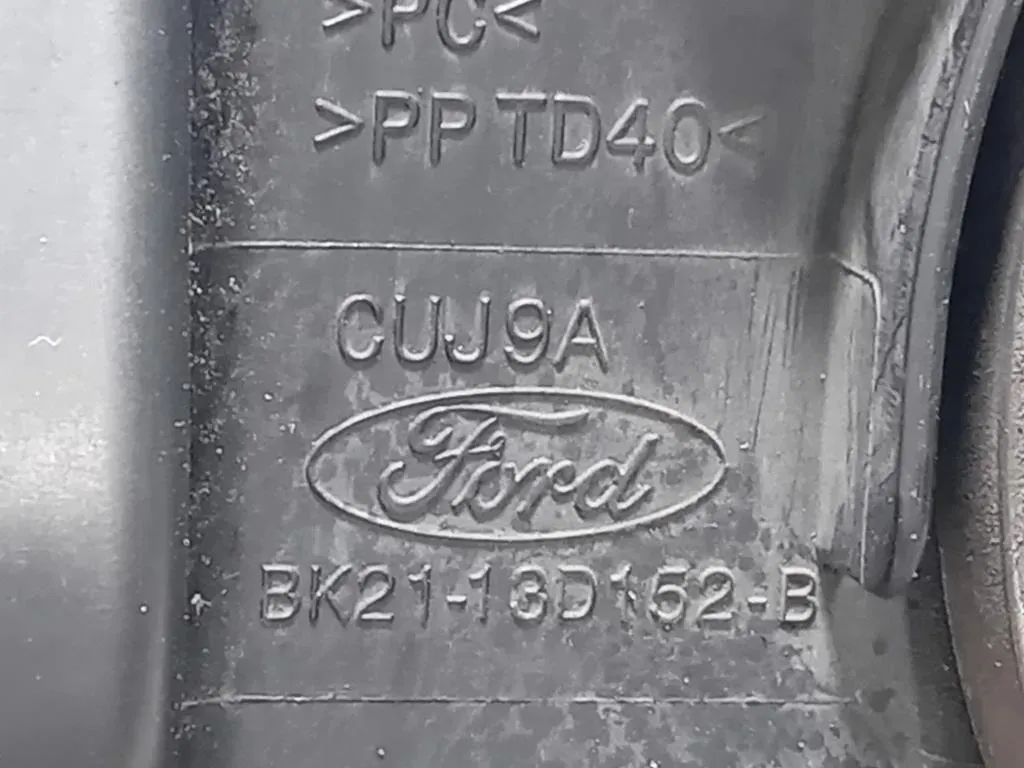 >PC<
>PP TD40<
CUJ9A
Ford
BK21-13D152-B